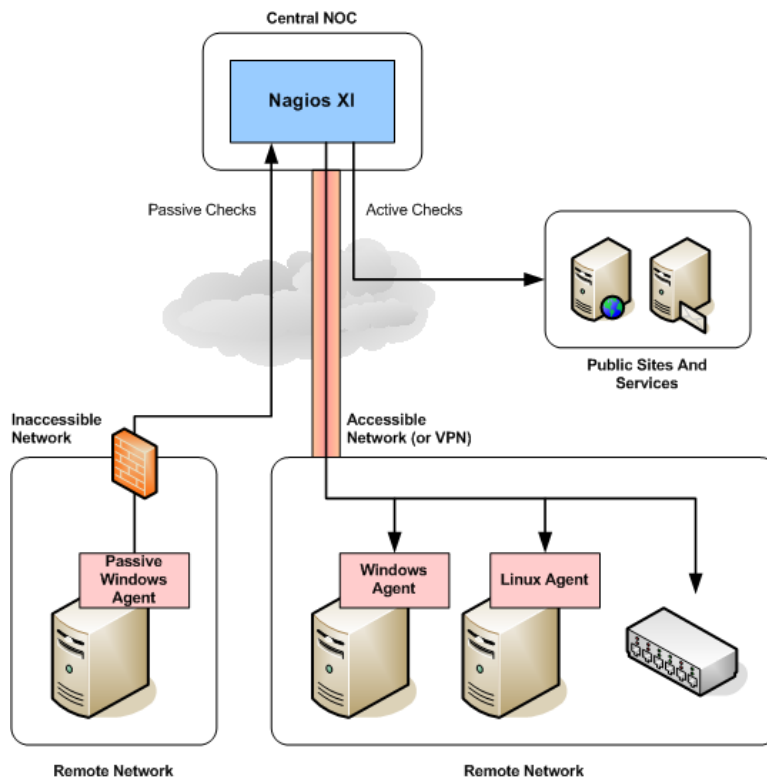 Central NOC
Nagios XI
Passive Checks
Active Checks
Public Sites And
Services
Inaccessible
Network
Accessible
Network (or VPN)
Passive
Windows
Agent
Windows
Agent
Linux Agent
Remote Network
Remote Network